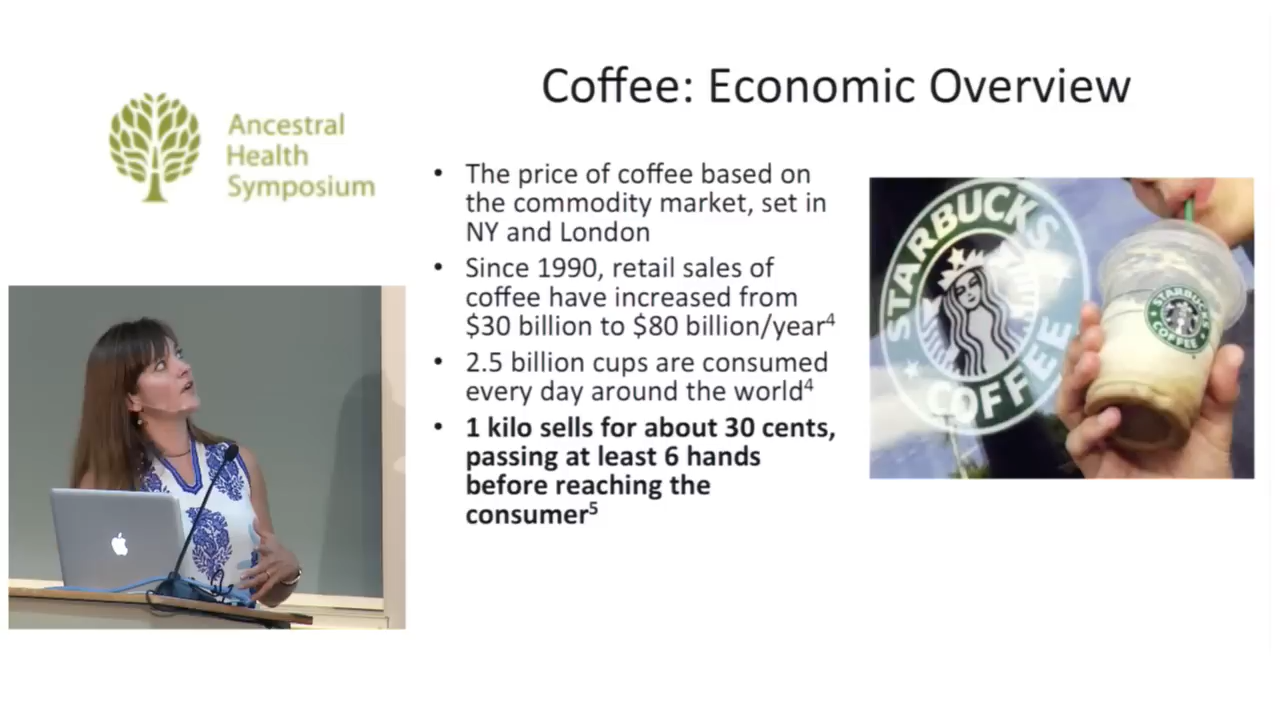 Coffee: Economic Overview
Ancestral
Health
Symposium
• The price of coffee based on
the commodity market, set in
NY and London
• Since 1990, retail sales of
coffee have increased from
$30 billion to $80 billion/year⁴
• 2.5 billion cups are consumed
every day around the world⁴
• 1 kilo sells for about 30 cents,
passing at least 6 hands
before reaching the
consumer⁵
STARBUCKS
COFFEE
STARBUCKS
COFFEE